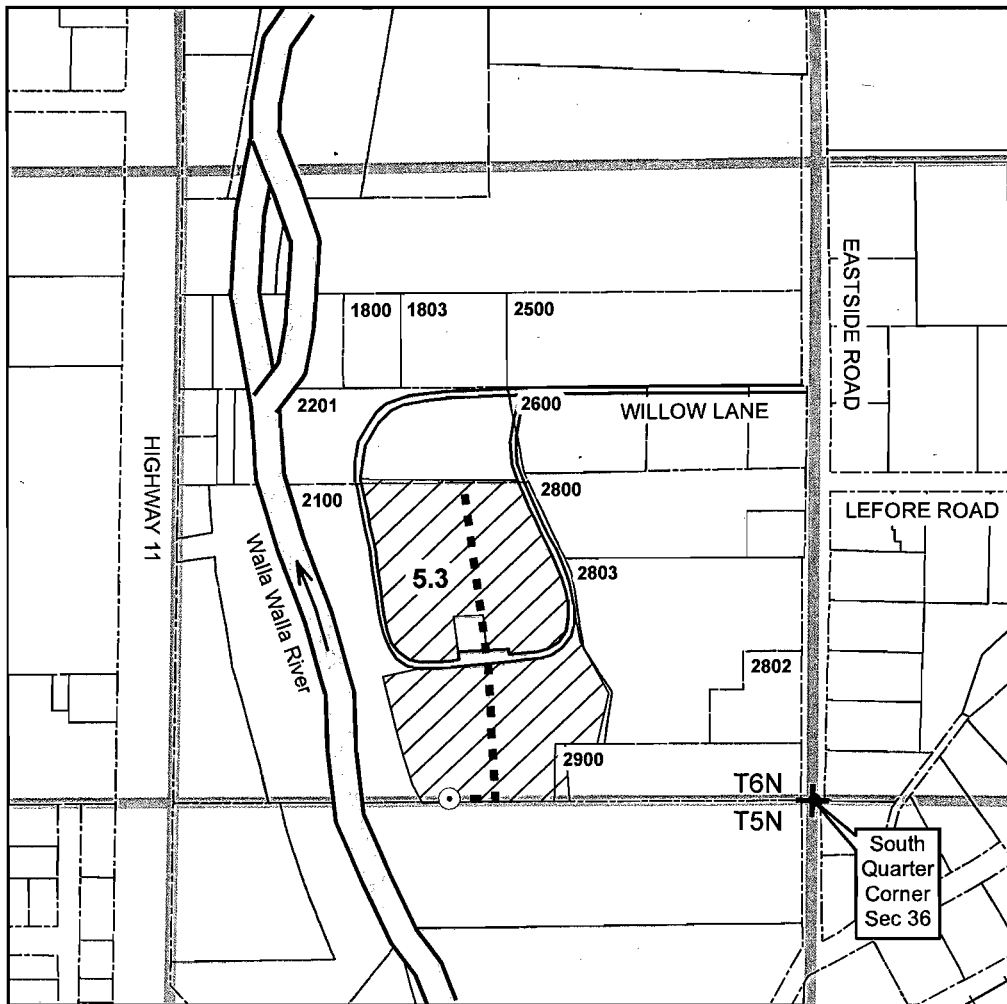 1800
1803
2500
EASTSIDE ROAD
2201
2600
WILLOW LANE
HIGHWAY 11
2100
2800
LEFORE ROAD
5.3
2803
Walla Walla River
2802
2900
T6N
T5N
South
Quarter
Corner
Sec 36